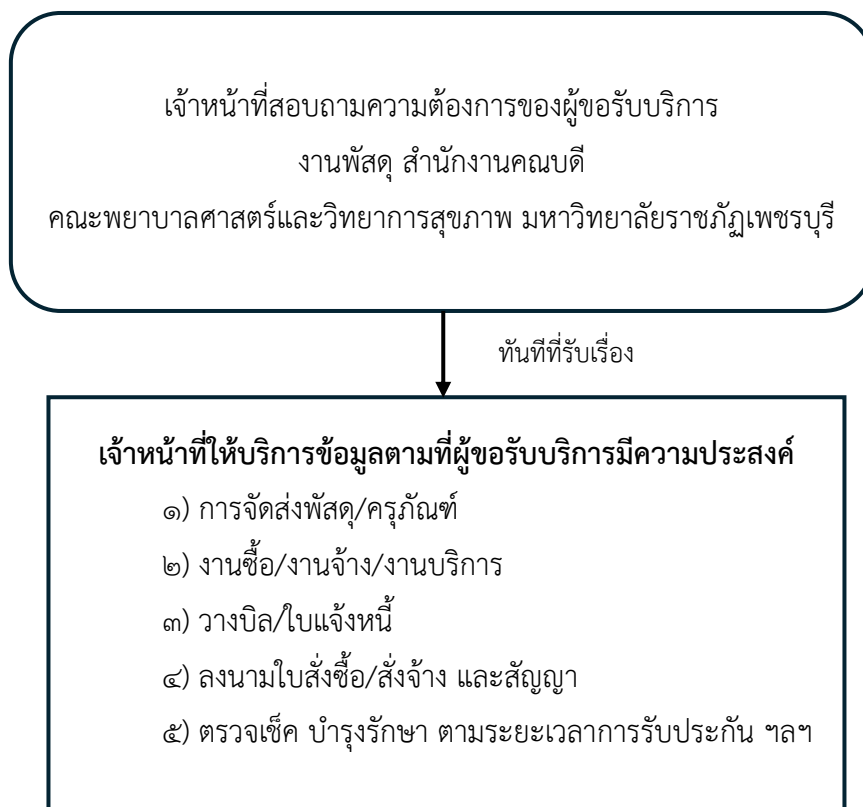 เจ้าหน้าที่สอบถามความต้องการของผู้ขอรับบริการ
งานพัสดุ สำนักงานคณบดี
คณะพยาบาลศาสตร์และวิทยาการสุขภาพ มหาวิทยาลัยราชภัฏเพชรบุรี
ทันทีที่รับเรื่อง
เจ้าหน้าที่ให้บริการข้อมูลตามที่ผู้ขอรับบริการมีความประสงค์
๑) การจัดส่งพัสดุ/ครุภัณฑ์
๒) งานซื้อ/งานจ้าง/งานบริการ
๓) วางบิล/ใบแจ้งหนี้
๔) ลงนามใบสั่งซื้อ/สั่งจ้าง และสัญญา
๕) ตรวจเช็ค บำรุงรักษา ตามระยะเวลาการรับประกัน ฯลฯ